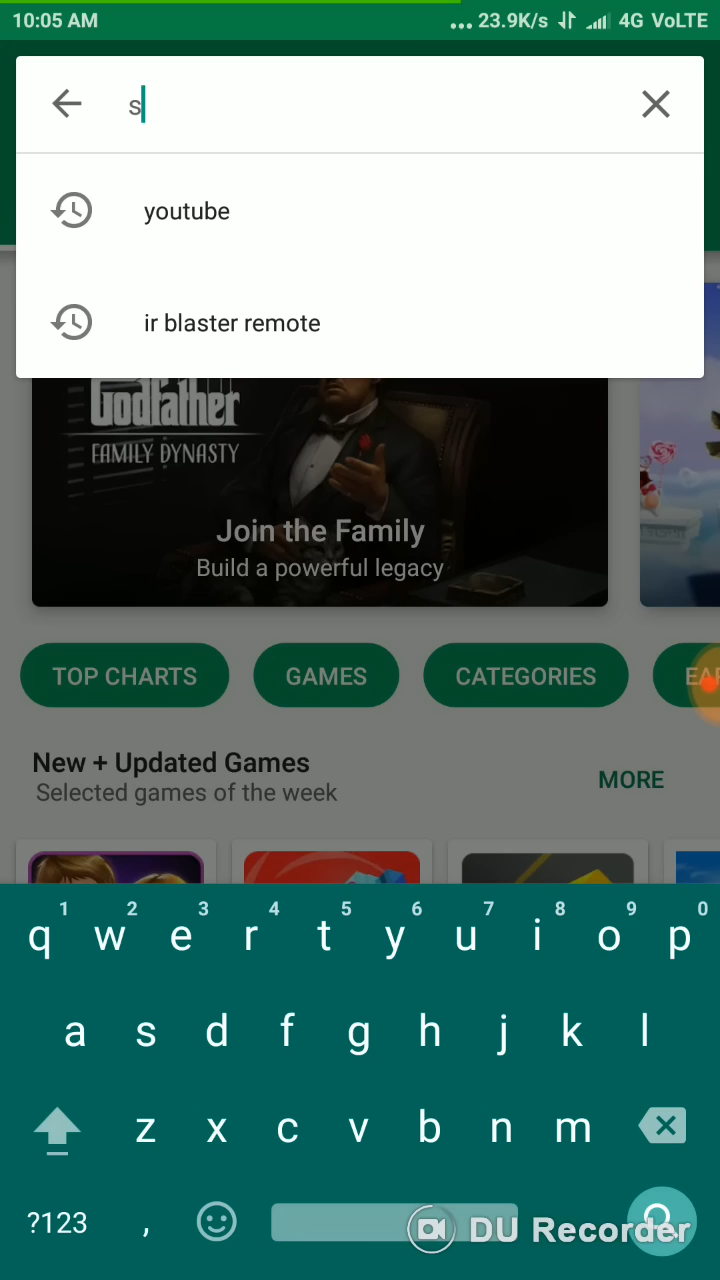 10:05 AM
... 23.9K/s 4G VoLTE
s
youtube
ir blaster remote
Godfather
FAMILY DYNASTY
Join the Family
Build a powerful legacy
TOP CHARTS GAMES CATEGORIES
New + Updated Games
Selected games of the week
MORE
1 2 3 4 5 6 7 8 9 0
q w e r t y u i o p
a s d f g h j k l
z x c v b n m
?123 ,
DU Recorder